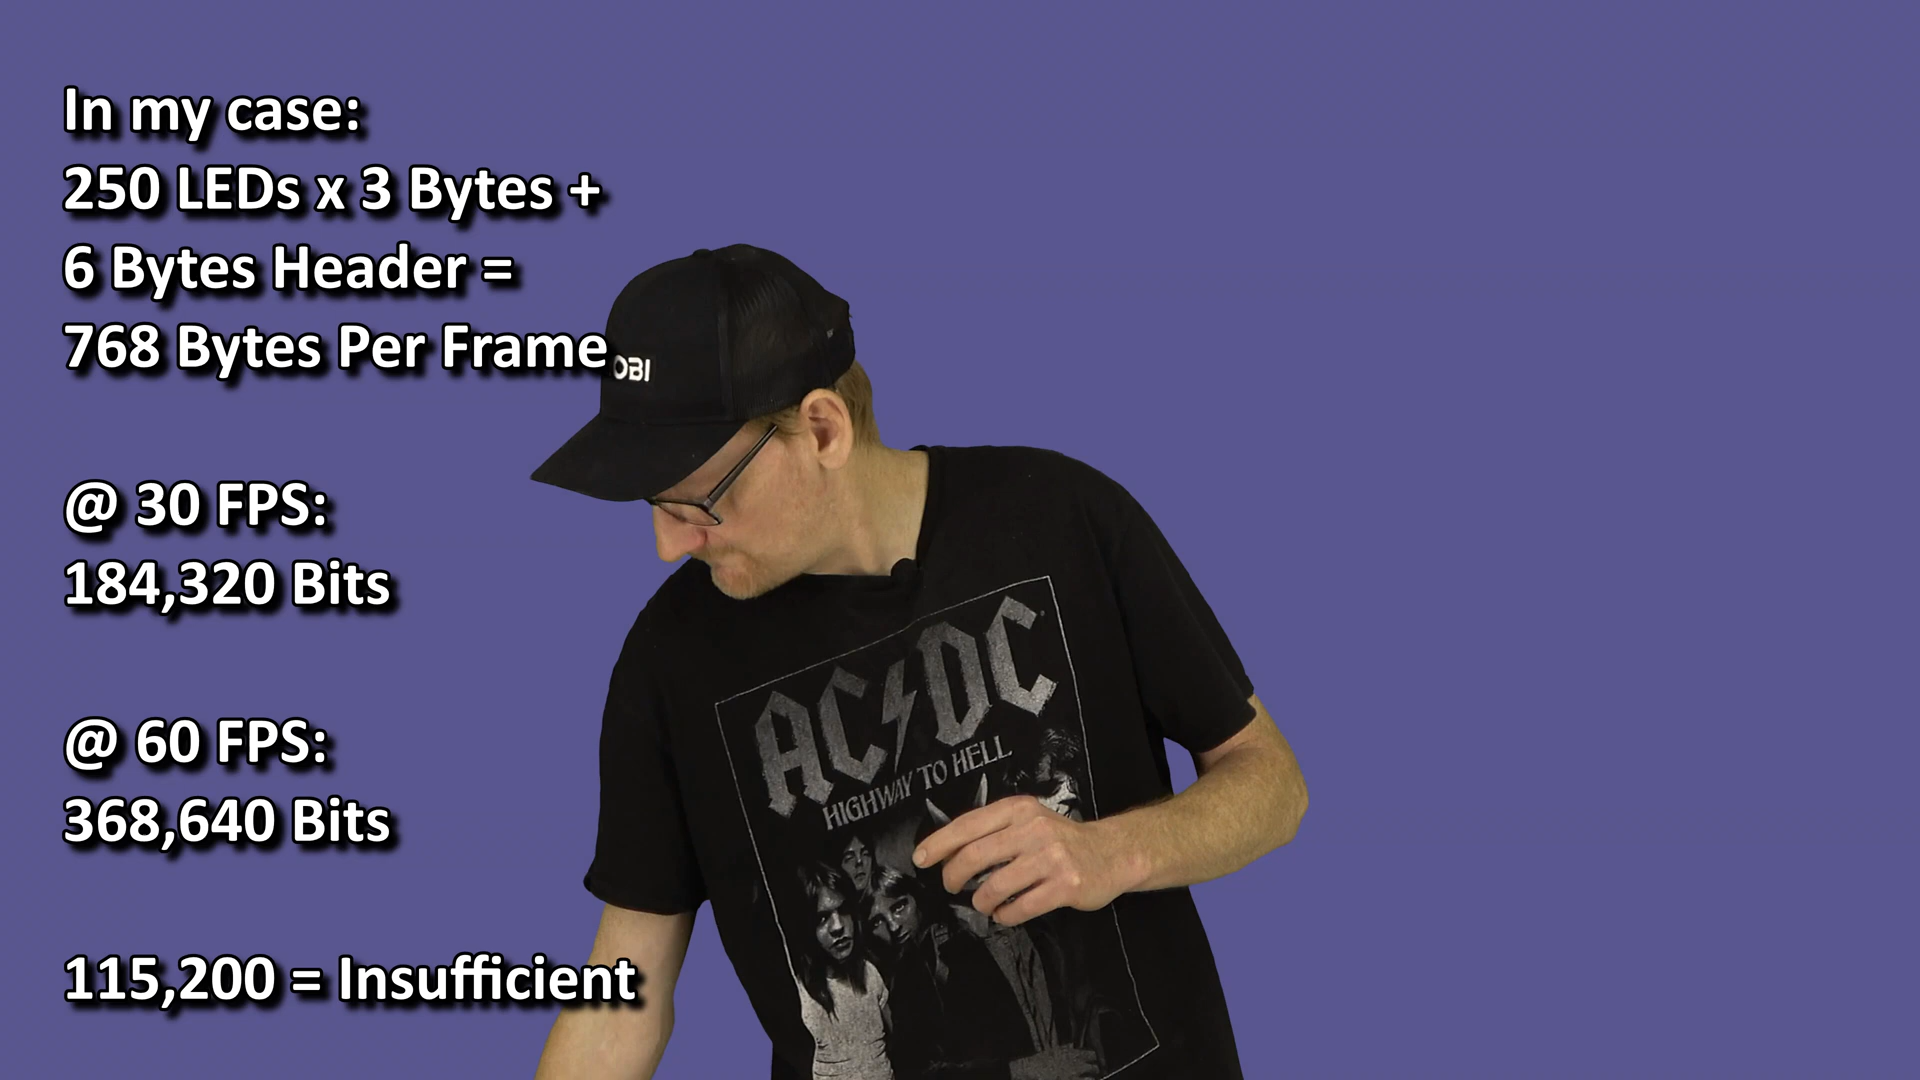 In my case:
250 LEDs x 3 Bytes +
6 Bytes Header =
768 Bytes Per Frame
OBI
@ 30 FPS:
184,320 Bits
AC DC
HIGHWAY TO HELL
@ 60 FPS:
368,640 Bits
115,200 = Insufficient